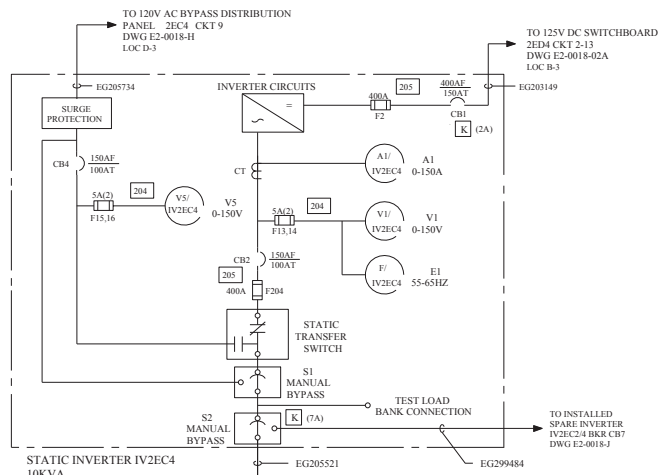 TO 120V AC BYPASS DISTRIBUTION
PANEL 2EC4 CKT 9
DWG E2-0018-H
LOC D-3
TO 125V DC SWITCHBOARD
2ED4 CKT 2-13
DWG E2-0018-02A
LOC B-3
EG205734
INVERTER CIRCUITS
205
400AF
150AT
EG203149
400A
F2
CB1
K (2A)
SURGE
PROTECTION
=
~
CB4
150AF
100AT
CT
A1/
IV2EC4
A1
0-150A
5A(2)
F15,16
204
V5/
IV2EC4
V5
0-150V
5A(2)
F13,14
204
V1/
IV2EC4
V1
0-150V
CB2
150AF
100AT
F/
IV2EC4
E1
55-65HZ
205
400A
F204
STATIC
TRANSFER
SWITCH
S1
MANUAL
BYPASS
TEST LOAD
BANK CONNECTION
S2
MANUAL
BYPASS
K (7A)
TO INSTALLED
SPARE INVERTER
IV2EC2/4 BKR CB7
DWG E2-0018-J
STATIC INVERTER IV2EC4
10KVA
EG205521
EG299484